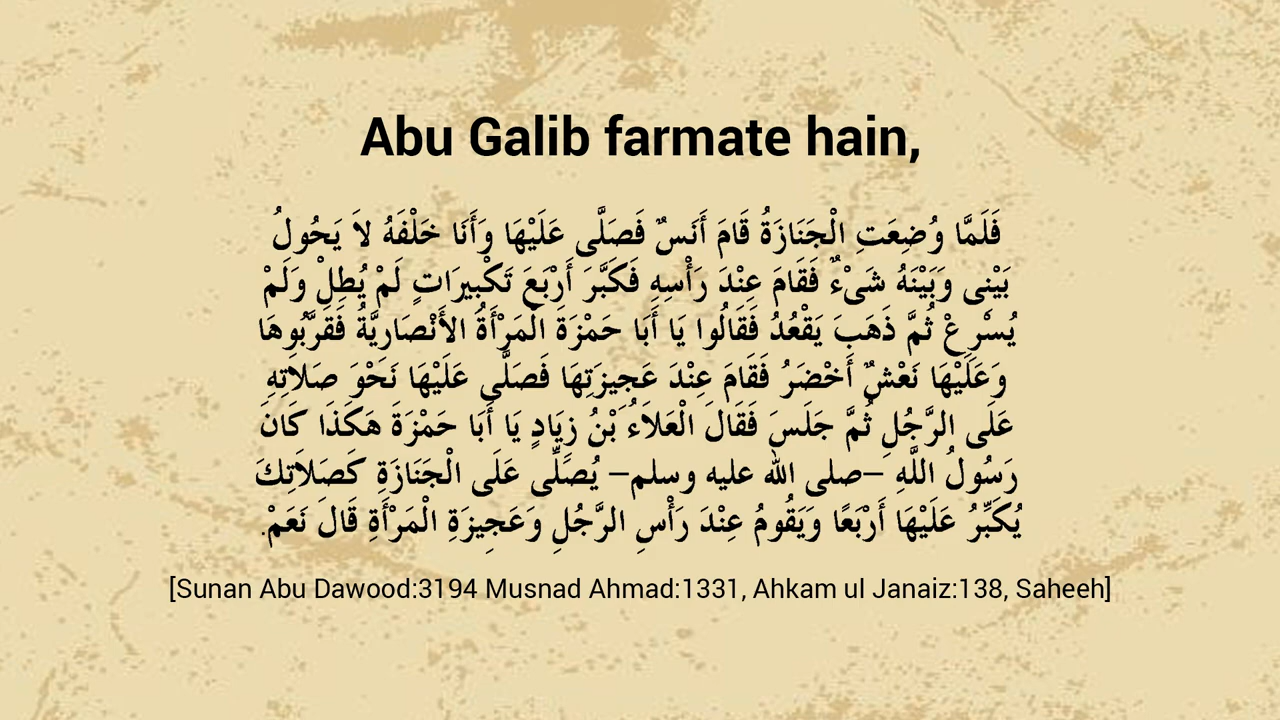 Abu Galib farmate hain,
فَلَمَّا وُضِعَتِ الْجَنَازَةُ قَامَ أَنَسٌ فَصَلَّى عَلَيْهَا وَأَنَا خَلْفَهُ لاَ يَحُولُ
بَيْنِى وَبَيْنَهُ شَىْءٌ فَقَامَ عِنْدَ رَأْسِهِ فَكَبَّرَ أَرْبَعَ تَكْبِيرَاتٍ لَمْ يُطِلْ وَلَمْ
يُسْرِعْ ثُمَّ ذَهَبَ يَقْعُدُ فَقَالُوا يَا أَبَا حَمْزَةَ الْمَرْأَةُ الأَنْصَارِيَّةُ فَقَرَّبُوهَا
وَعَلَيْهَا نَعْشٌ أَخْضَرُ فَقَامَ عِنْدَ عَجِيزَتِهَا فَصَلَّى عَلَيْهَا نَحْوَ صَلاَتِهِ
عَلَى الرَّجُلِ ثُمَّ جَلَسَ فَقَالَ الْعَلاَءُ بْنُ زِيَادٍ يَا أَبَا حَمْزَةَ هَكَذَا كَانَ
رَسُولُ اللَّهِ –صلى الله عليه وسلم– يُصَلِّى عَلَى الْجَنَازَةِ كَصَلاَتِكَ
يُكَبِّرُ عَلَيْهَا أَرْبَعًا وَيَقُومُ عِنْدَ رَأْسِ الرَّجُلِ وَعَجِيزَةِ الْمَرْأَةِ قَالَ نَعَمْ.
[Sunan Abu Dawood:3194 Musnad Ahmad:1331, Ahkam ul Janaiz:138, Saheeh]